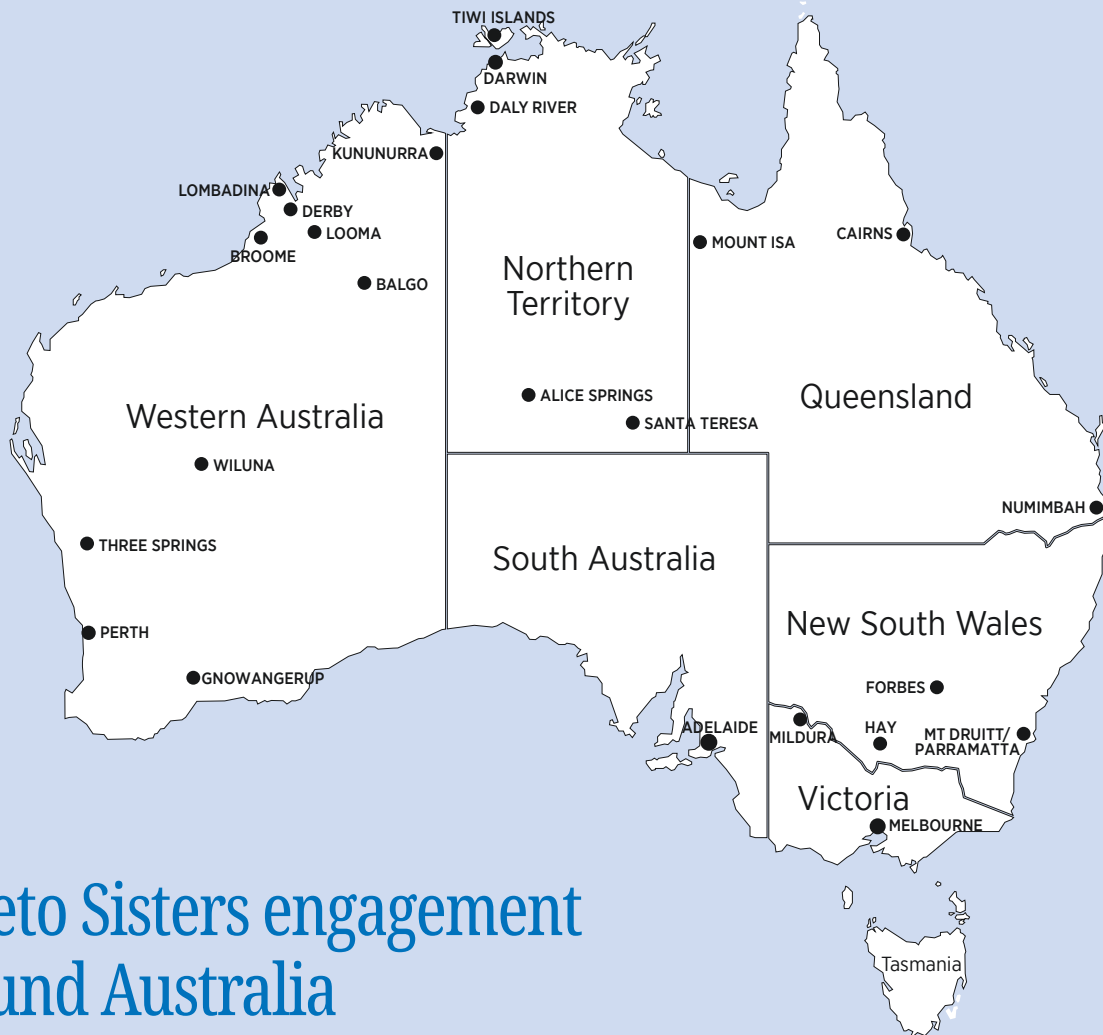 TIWI ISLANDS
DARWIN
DALY RIVER
KUNUNURRA
LOMBADINA
DERBY
LOOMA
BROOME
MOUNT ISA
CAIRNS
BALGO
Northern
Territory
ALICE SPRINGS
SANTA TERESA
Queensland
Western Australia
WILUNA
NUMIMBAH
THREE SPRINGS
South Australia
New South Wales
PERTH
GNOWANGERUP
FORBES
ADELAIDE
MILDURA
HAY
MT DRUITT/
PARRAMATTA
Victoria
MELBOURNE
eto Sisters engagement
und Australia
Tasmania